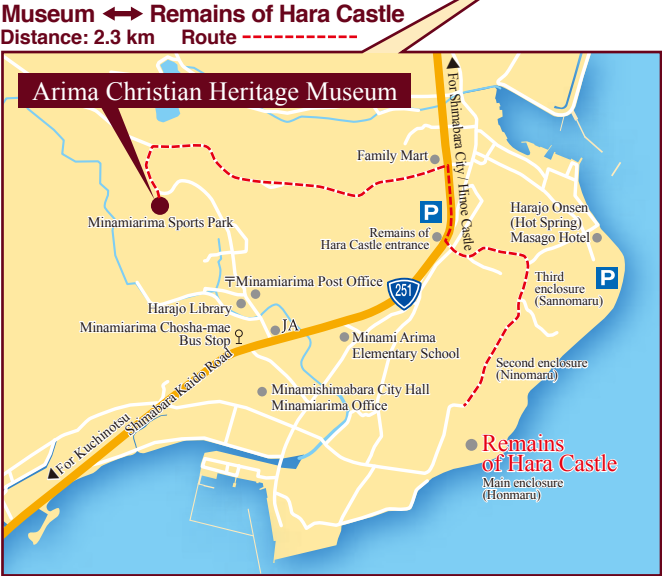 Museum ↔ Remains of Hara Castle
Distance: 2.3 km Route
Arima Christian Heritage Museum
For Shimabara City / Hinoe Castle
Family Mart
Minamiarima Sports Park
P
Harajo Onsen
(Hot Spring)
Masago Hotel
Remains of
Hara Castle entrance
P
Third
enclosure
(Sannomaru)
〒Minamiarima Post Office
251
Harajo Library
Minamiarima Chosha-mae
Bus Stop
JA
Minami Arima
Elementary School
Shimabara Kaido Road
Second enclosure
(Ninomaru)
Minamishimabara City Hall
Minamiarima Office
For Kuchinotsu
Remains
of Hara Castle
Main enclosure
(Honmaru)